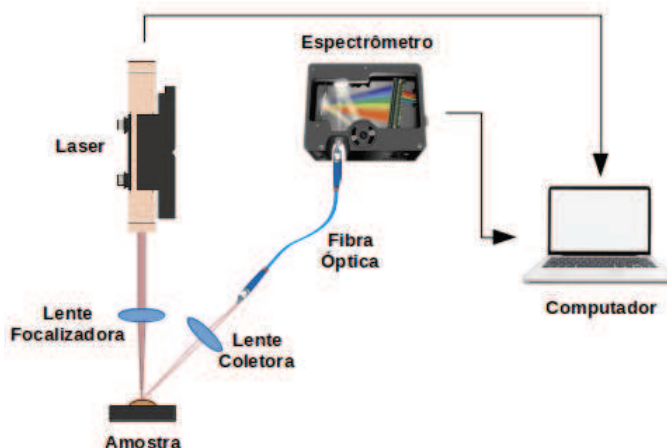 Espectrômetro
Laser
Fibra
Óptica
Computador
Lente
Focalizadora
Lente
Coletora
Amostra